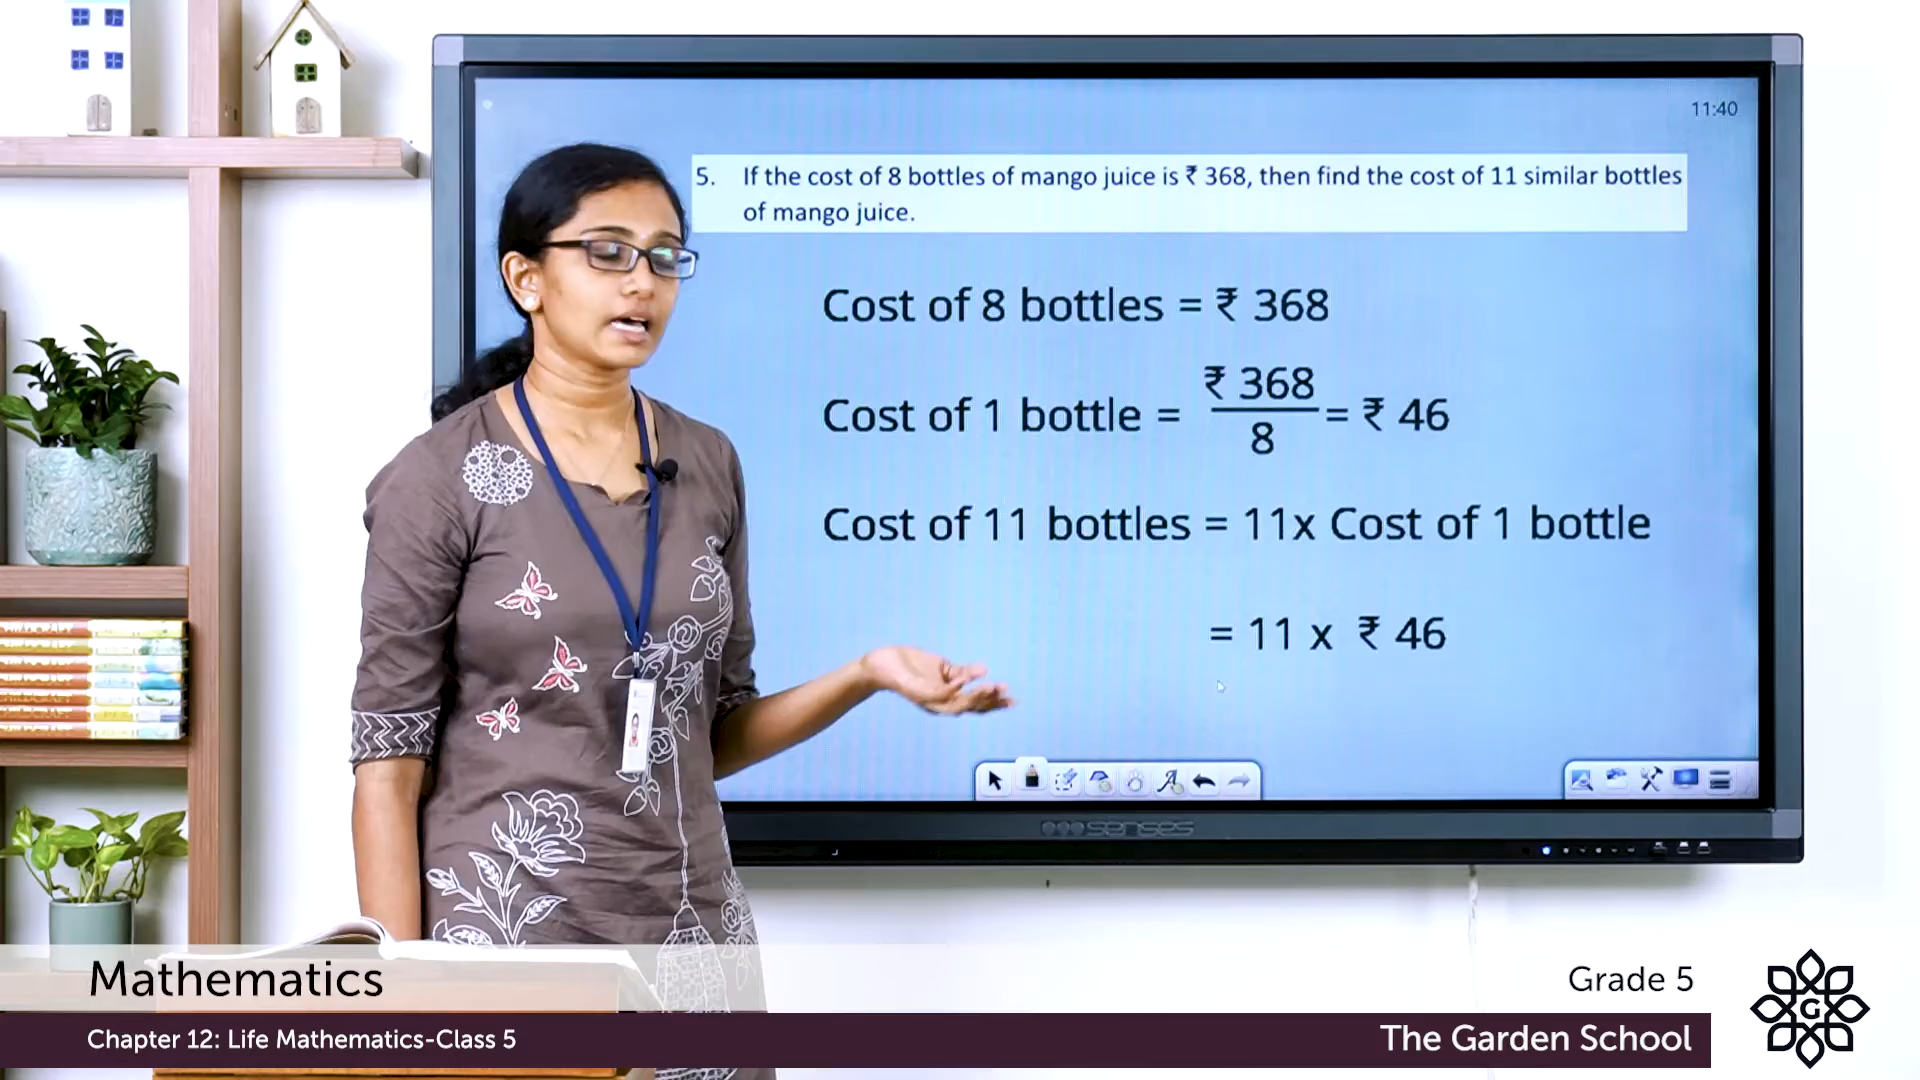 11:40
5. If the cost of 8 bottles of mango juice is ₹ 368, then find the cost of 11 similar bottles
of mango juice.
Cost of 8 bottles = ₹ 368
Cost of 1 bottle = ₹ 368 / 8 = ₹ 46
Cost of 11 bottles = 11x Cost of 1 bottle
= 11 x ₹ 46
senses
Mathematics
Grade 5
Chapter 12: Life Mathematics-Class 5
The Garden School
G